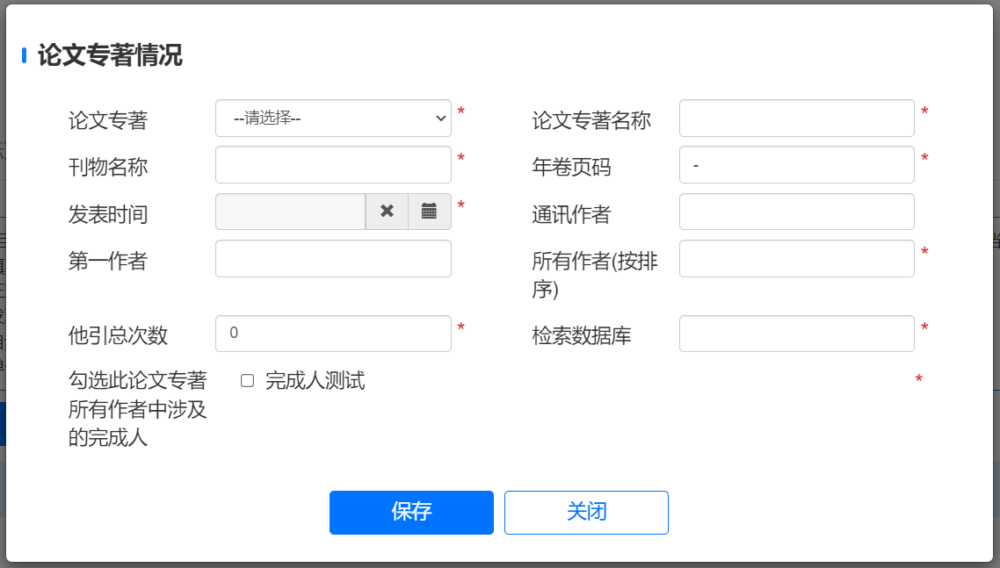 论文专著情况
论文专著 --请选择-- * 论文专著名称 *
刊物名称 * 年卷页码 - *
发表时间 * 通讯作者
第一作者 所有作者(按排 *
序)
他引总次数 0 * 检索数据库 *
勾选此论文专著 完成人测试 *
所有作者中涉及
的完成人
保存 关闭